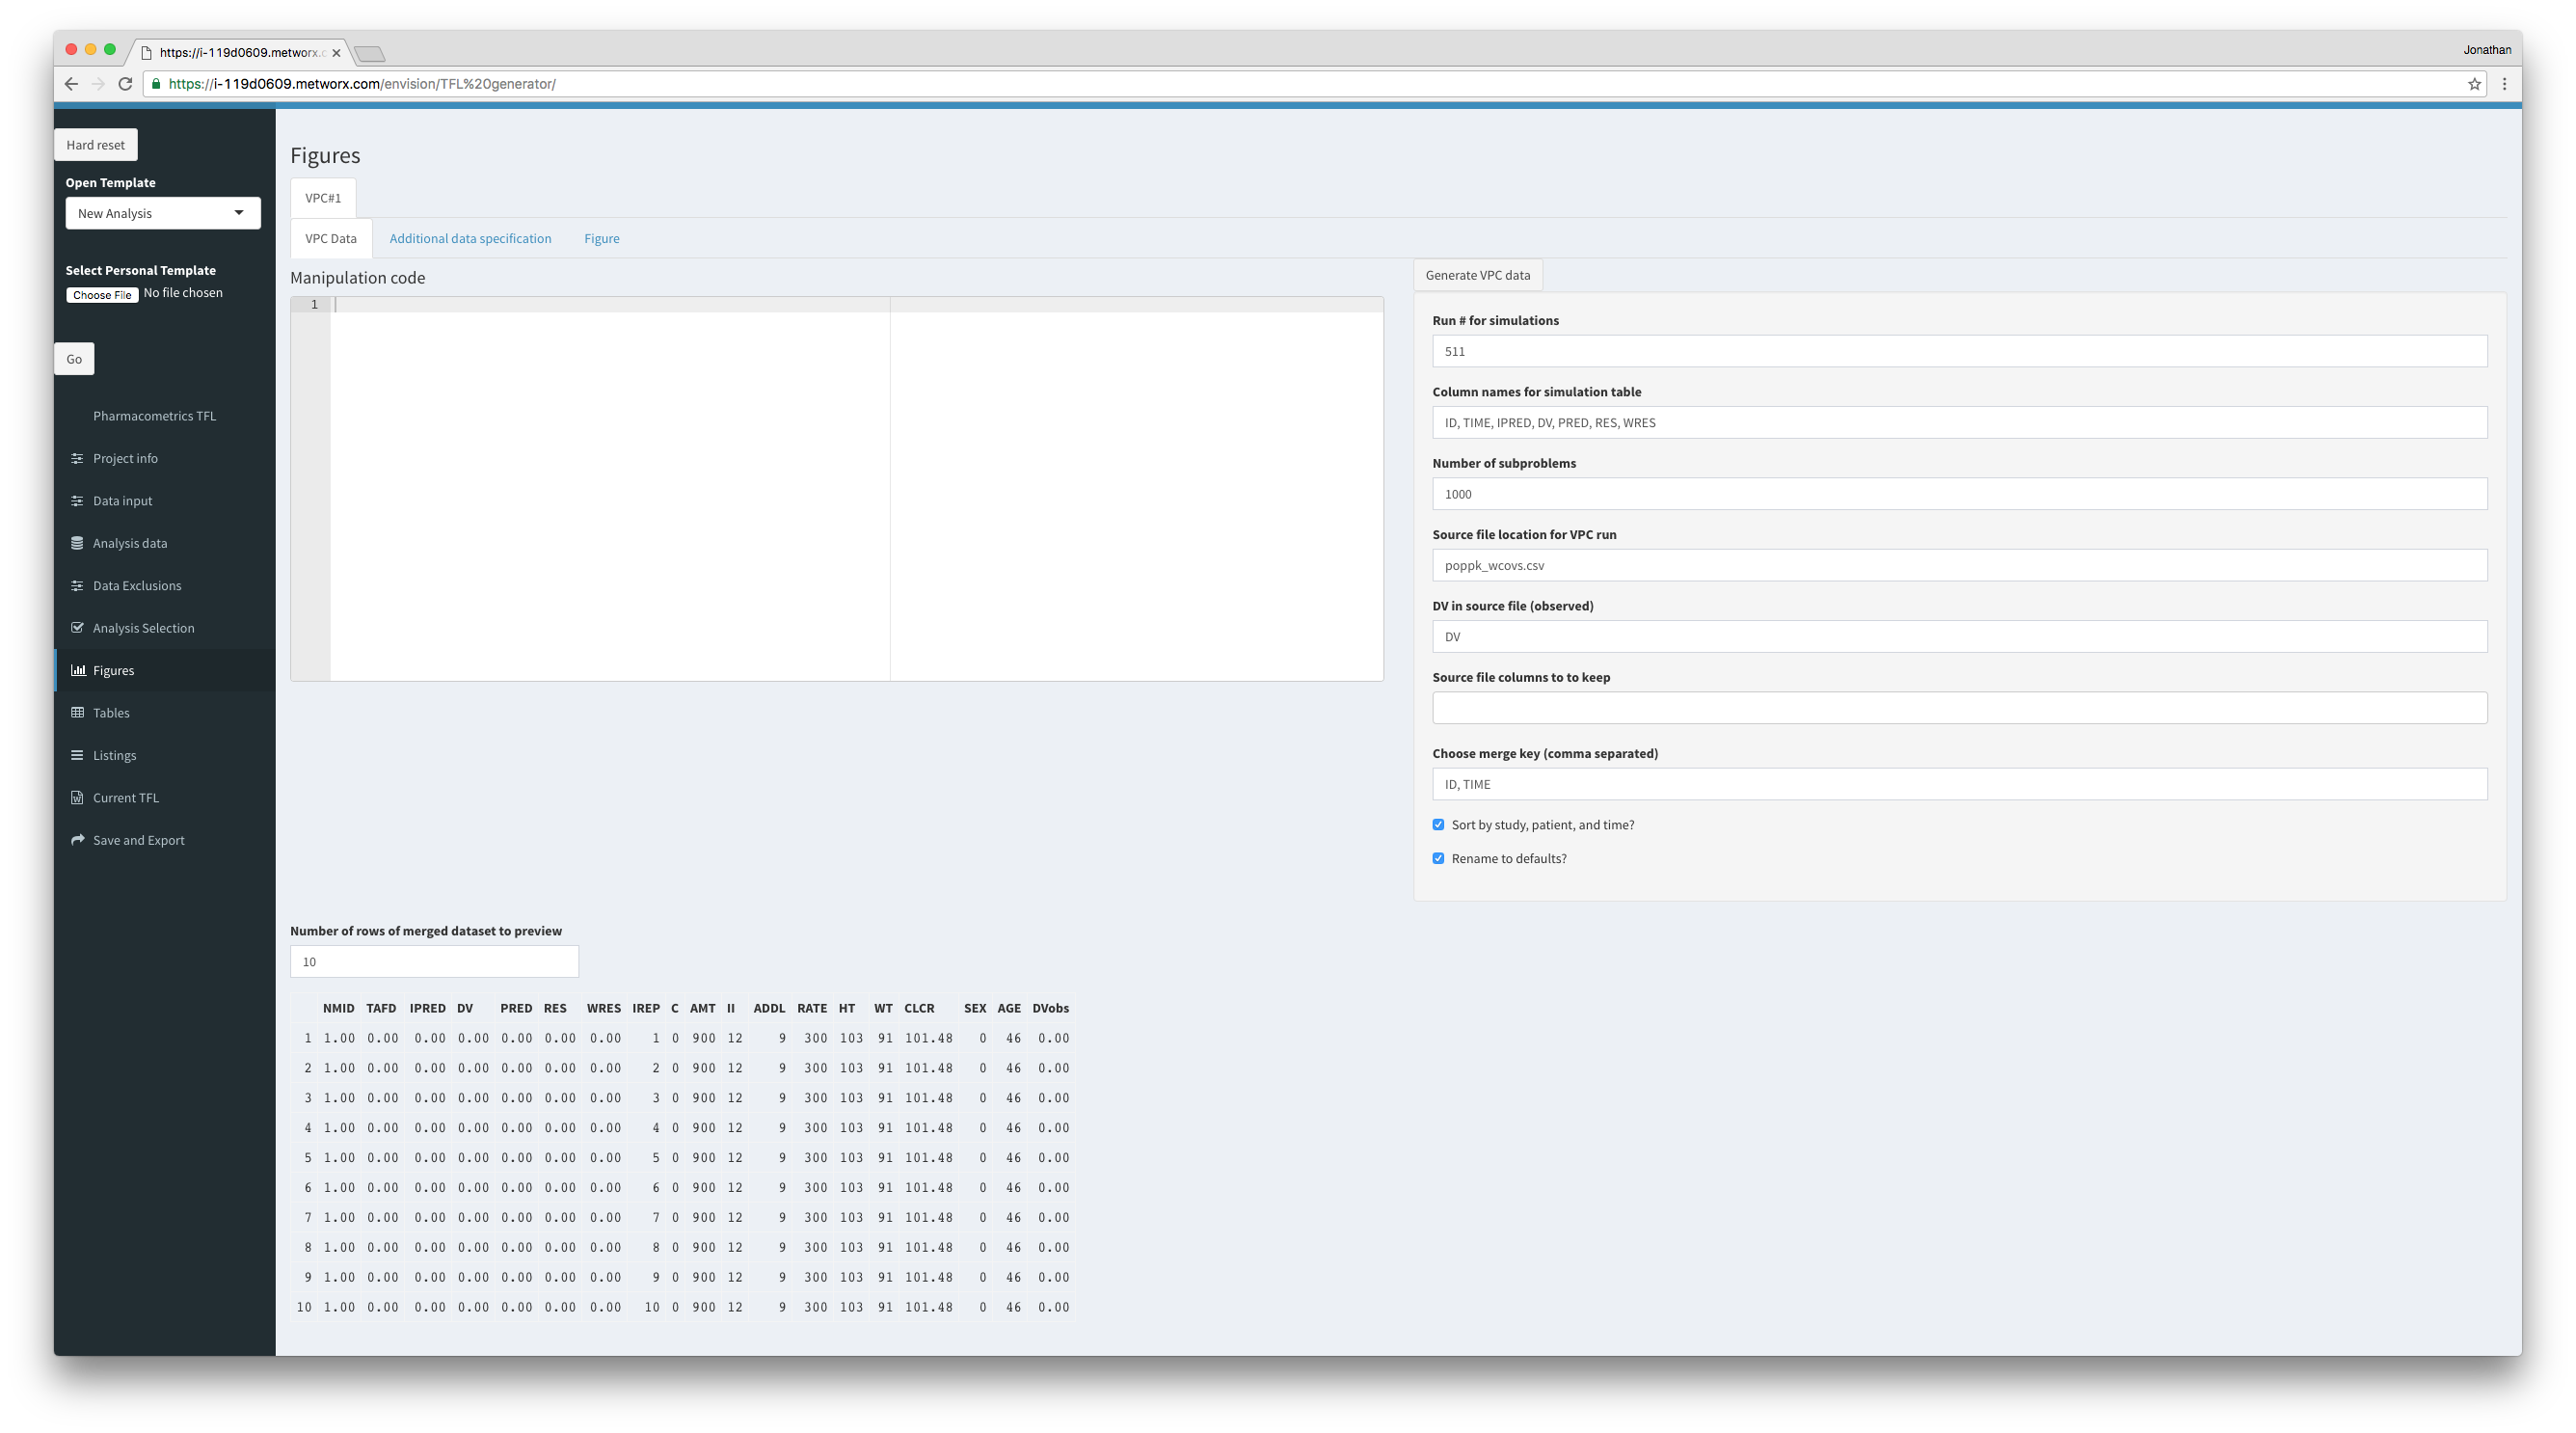 https://i-119d0609.metworx.c
Jonathan
https://i-119d0609.metworx.com/envision/TFL%20generator/
Hard reset
Open Template
New Analysis
Select Personal Template
Choose File No file chosen
Go
Pharmacometrics TFL
Project info
Data input
Analysis data
Data Exclusions
Analysis Selection
Figures
Tables
Listings
Current TFL
Save and Export
Figures
VPC#1
VPC Data Additional data specification Figure
Manipulation code
1
Generate VPC data
Run # for simulations
511
Column names for simulation table
ID, TIME, IPRED, DV, PRED, RES, WRES
Number of subproblems
1000
Source file location for VPC run
poppk_wcovs.csv
DV in source file (observed)
DV
Source file columns to to keep
Choose merge key (comma separated)
ID, TIME
Sort by study, patient, and time?
Rename to defaults?
Number of rows of merged dataset to preview
10
NMID TAFD IPRED DV PRED RES WRES IREP C AMT II ADDL RATE HT WT CLCR SEX AGE DVobs
1 1.00 0.00 0.00 0.00 0.00 0.00 0.00 1 0 900 12 9 300 103 91 101.48 0 46 0.00
2 1.00 0.00 0.00 0.00 0.00 0.00 0.00 2 0 900 12 9 300 103 91 101.48 0 46 0.00
3 1.00 0.00 0.00 0.00 0.00 0.00 0.00 3 0 900 12 9 300 103 91 101.48 0 46 0.00
4 1.00 0.00 0.00 0.00 0.00 0.00 0.00 4 0 900 12 9 300 103 91 101.48 0 46 0.00
5 1.00 0.00 0.00 0.00 0.00 0.00 0.00 5 0 900 12 9 300 103 91 101.48 0 46 0.00
6 1.00 0.00 0.00 0.00 0.00 0.00 0.00 6 0 900 12 9 300 103 91 101.48 0 46 0.00
7 1.00 0.00 0.00 0.00 0.00 0.00 0.00 7 0 900 12 9 300 103 91 101.48 0 46 0.00
8 1.00 0.00 0.00 0.00 0.00 0.00 0.00 8 0 900 12 9 300 103 91 101.48 0 46 0.00
9 1.00 0.00 0.00 0.00 0.00 0.00 0.00 9 0 900 12 9 300 103 91 101.48 0 46 0.00
10 1.00 0.00 0.00 0.00 0.00 0.00 0.00 10 0 900 12 9 300 103 91 101.48 0 46 0.00